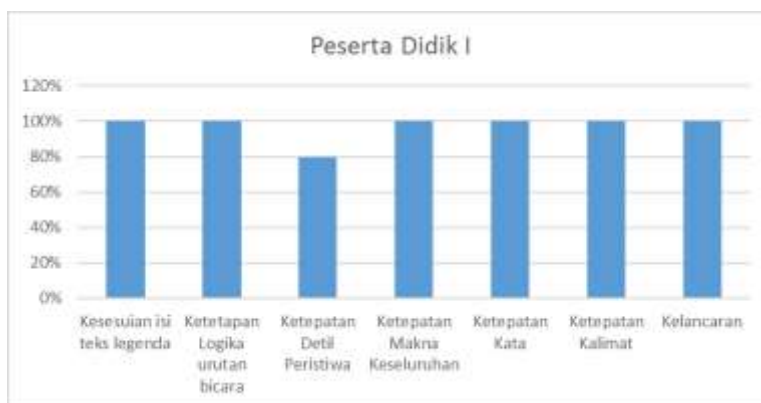 Peserta Didik I
120%
100%
80%
60%
40%
20%
0%
Kesesuian isi
teks legenda
Ketetapan
Logika
urutan
bicara
Ketepatan
Detil
Peristiwa
Ketepatan
Makna
Keseluruhan
Ketepatan
Kata
Ketepatan
Kalimat
Kelancaran